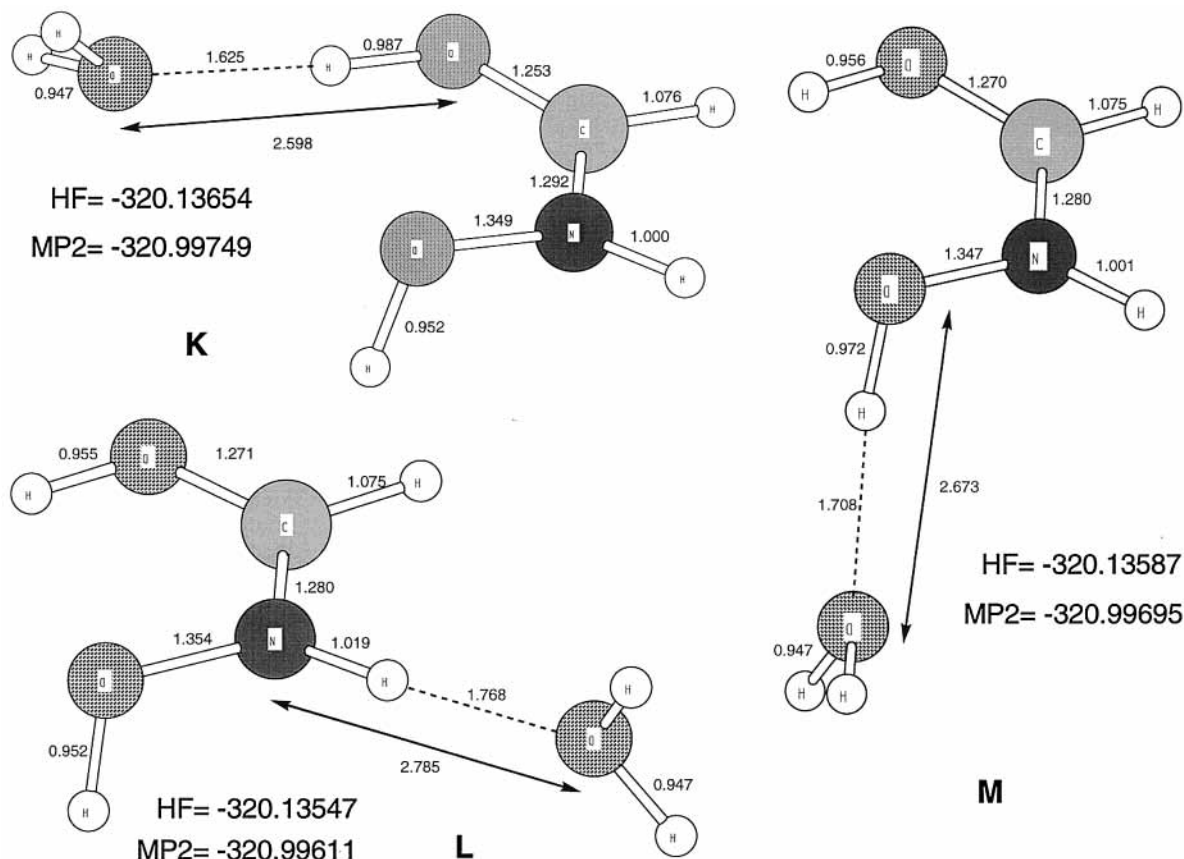 H
H
O
0.947
1.625
H
0.987
O
1.253
1.076
H
C
2.598
1.292
HF= -320.13654
MP2= -320.99749
O
1.349
N
1.000
H
0.952
H
K
0.956
H
O
1.270
1.075
H
C
1.280
N
1.347
1.001
O
H
0.972
H
2.673
1.708
HF= -320.13587
MP2= -320.99695
O
0.947
H
H
M
0.955
H
O
1.271
1.075
H
C
1.280
N
1.354
1.019
O
H
1.768
H
O
0.952
2.785
0.947
H
H
HF= -320.13547
MP2= -320.99611
L